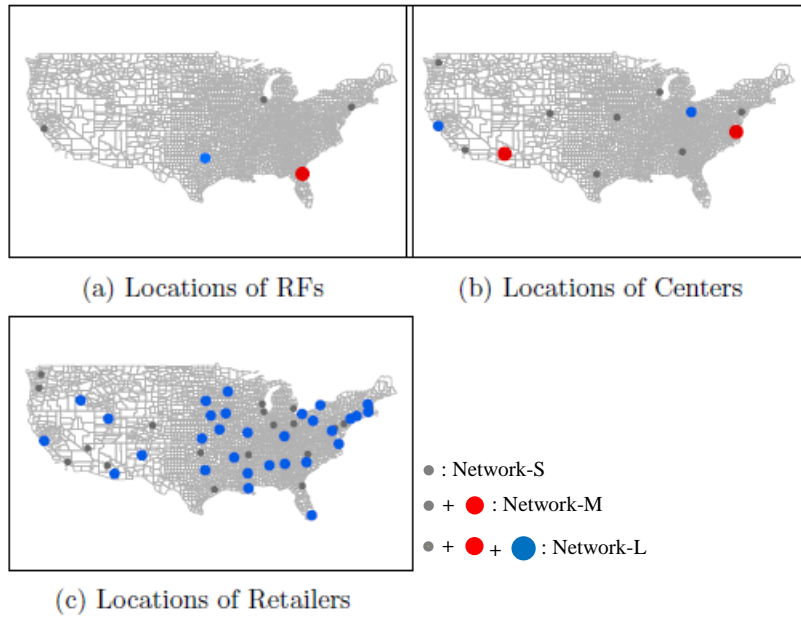 (a) Locations of RFs
(b) Locations of Centers
(c) Locations of Retailers
: Network-S
+ : Network-M
+ + : Network-L